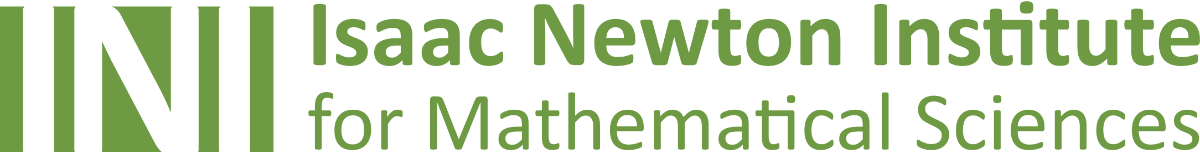 INI
Isaac Newton Institute
for Mathematical Sciences